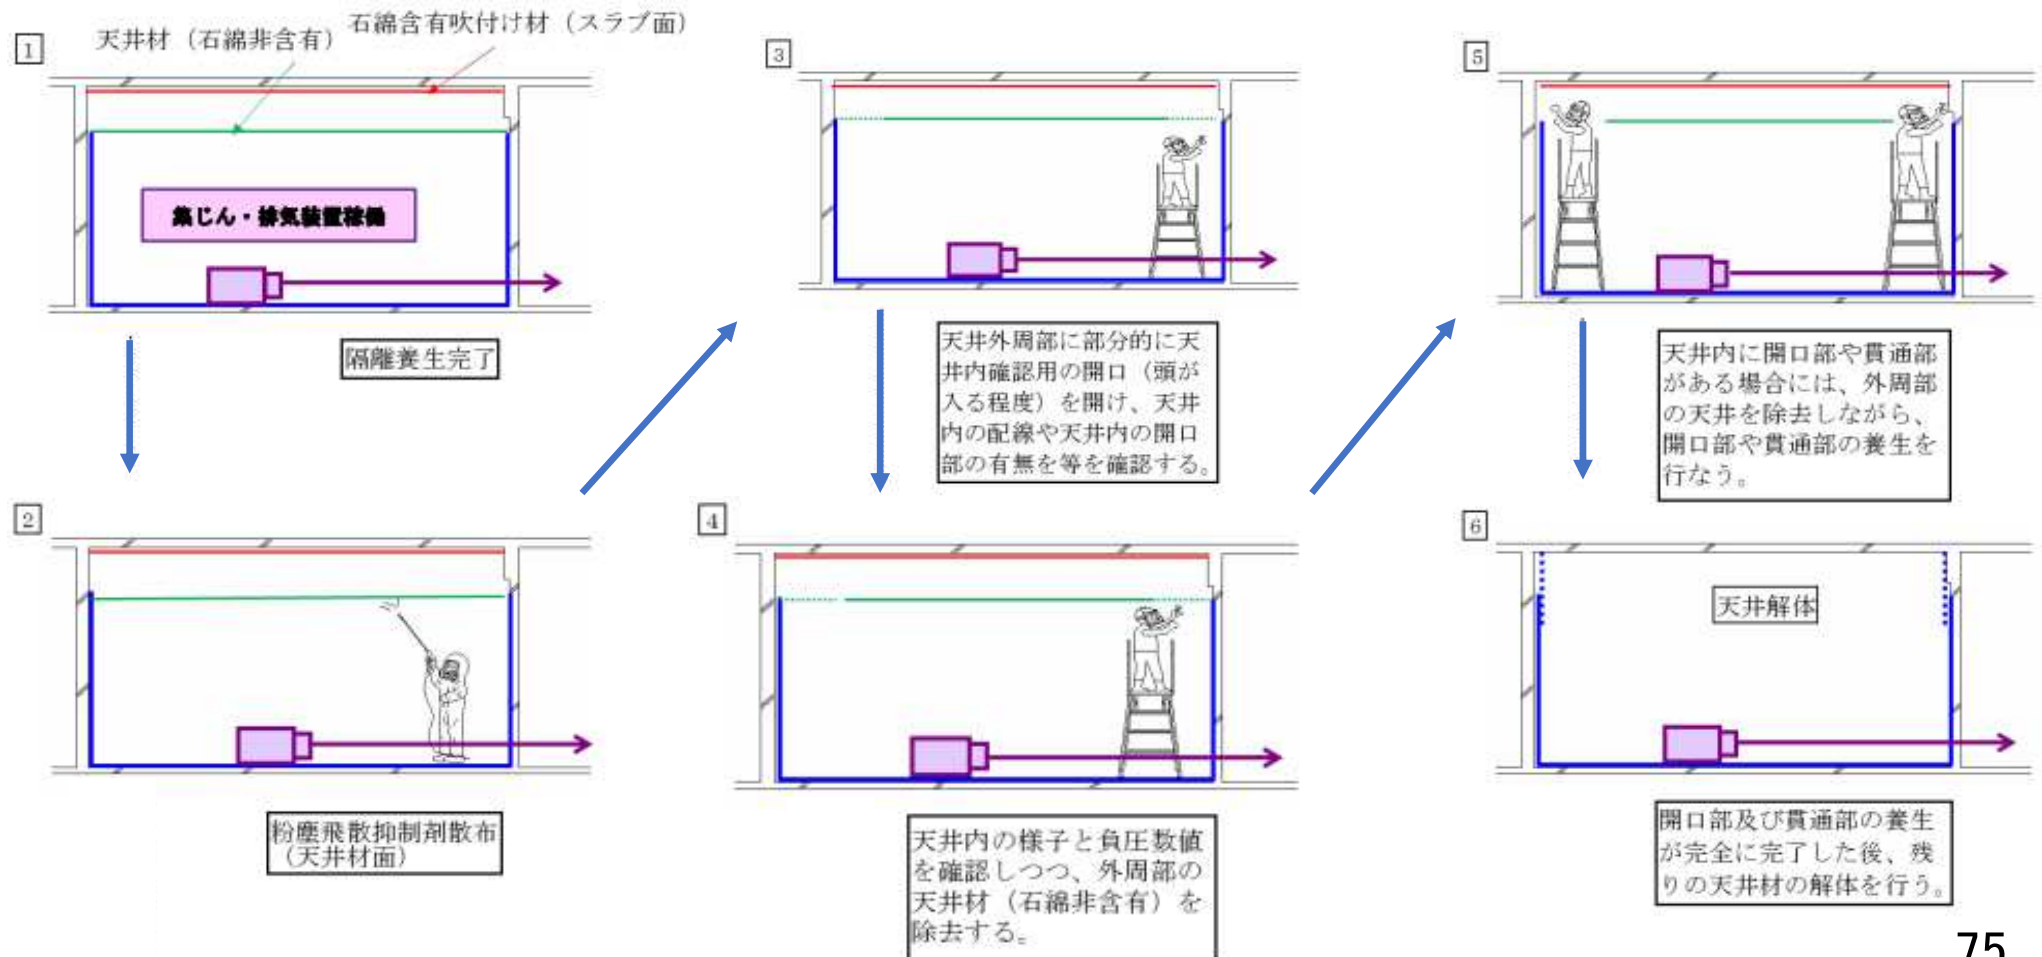 1
天井材（石綿非含有）
石綿含有吹付け材（スラブ面）
集じん・排気装置稼働
隔離養生完了
2
粉塵飛散抑制剤散布
（天井材面）
3
天井外周部に部分的に天
井内確認用の開口（頭が
入る程度）を開け、天井
内の配線や天井内の開口
部の有無を等を確認する。
4
天井内の様子と負圧数値
を確認しつつ、外周部の
天井材（石綿非含有）を
除去する。
5
天井内に開口部や貫通部
がある場合には、外周部
の天井を除去しながら、
開口部や貫通部の養生を
行なう。
6
天井解体
開口部及び貫通部の養生
が完全に完了した後、残
りの天井材の解体を行う。
75